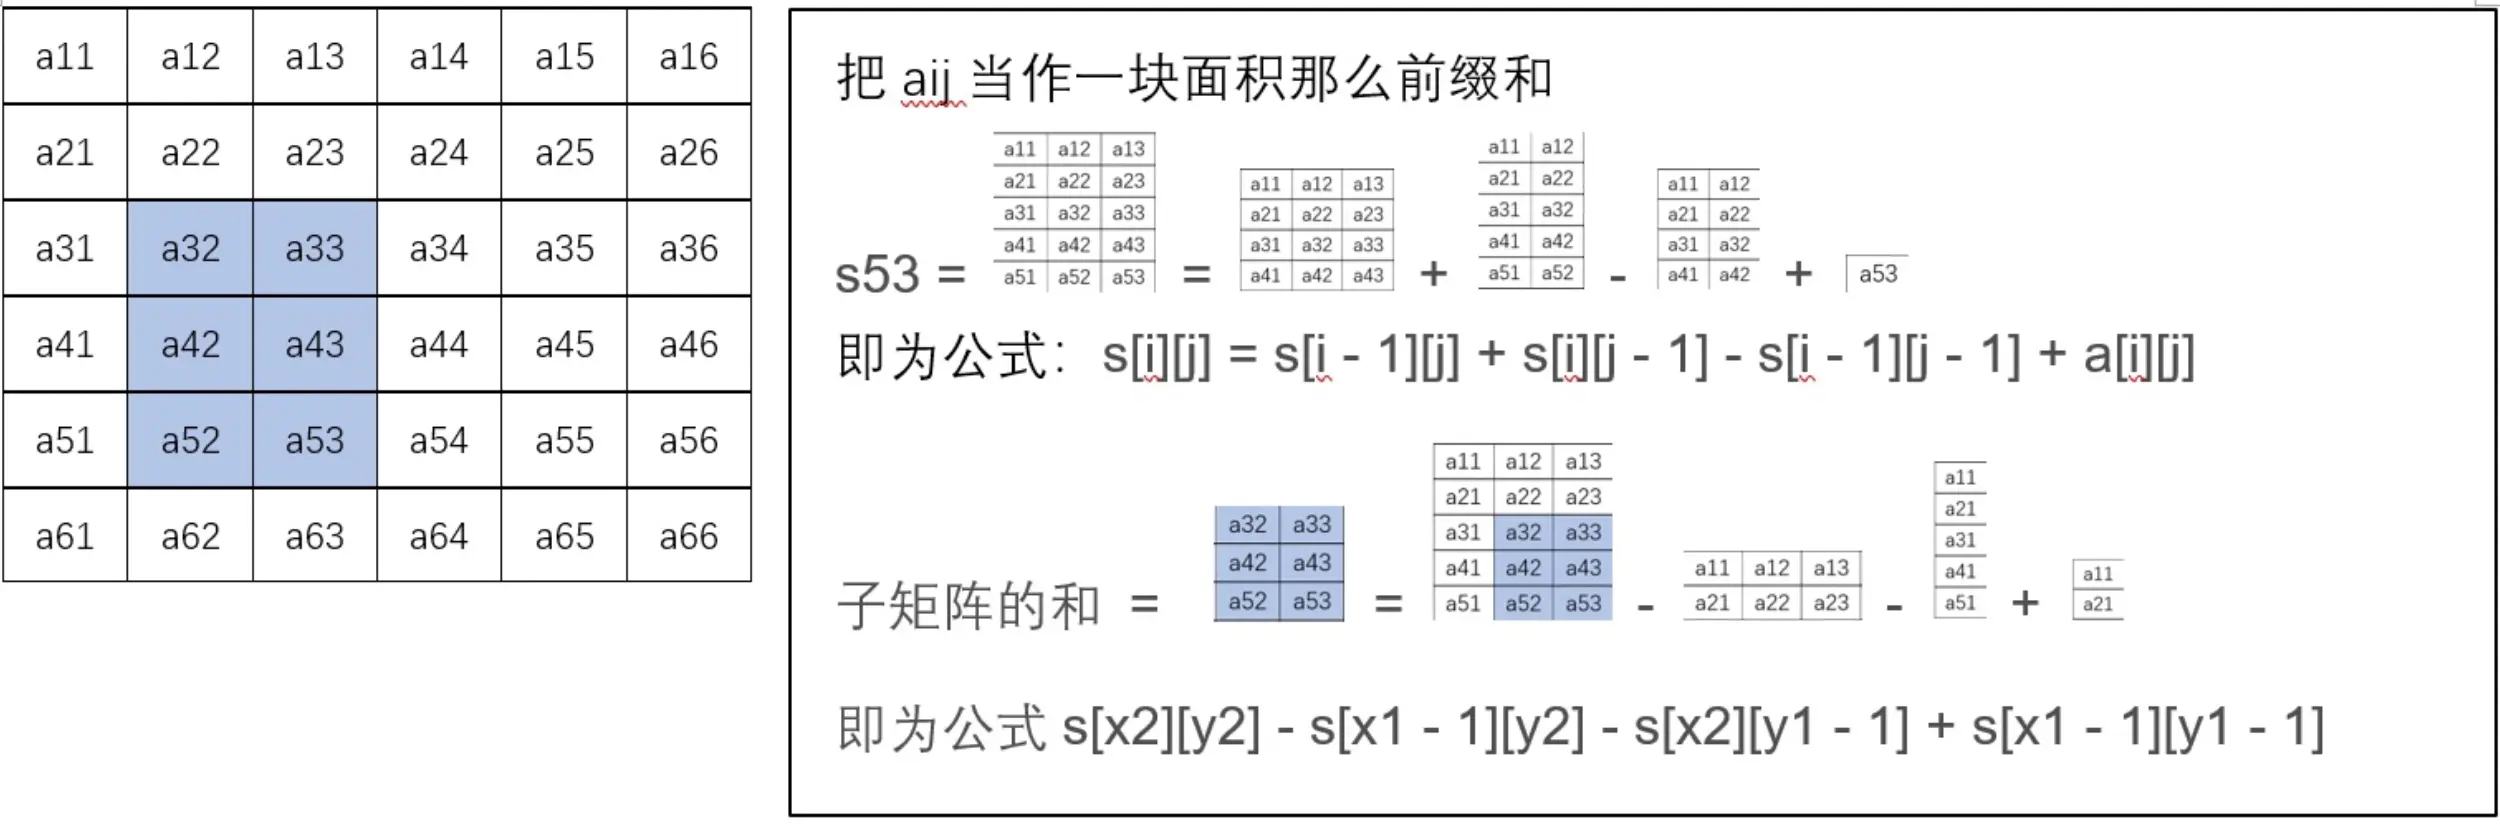 a11 a12 a13 a14 a15 a16
a21 a22 a23 a24 a25 a26
a31 a32 a33 a34 a35 a36
a41 a42 a43 a44 a45 a46
a51 a52 a53 a54 a55 a56
a61 a62 a63 a64 a65 a66
把 aij 当作一块面积那么前缀和
s53 =
a11 a12 a13
a21 a22 a23
a31 a32 a33
a41 a42 a43
a51 a52 a53
=
a11 a12 a13
a21 a22 a23
a31 a32 a33
a41 a42 a43
+
a11 a12
a21 a22
a31 a32
a41 a42
a51 a52
-
a11 a12
a21 a22
a31 a32
a41 a42
+
a53
即为公式：s[i][j] = s[i - 1][j] + s[i][j - 1] - s[i - 1][j - 1] + a[i][j]
子矩阵的和 =
a32 a33
a42 a43
a52 a53
=
a11 a12 a13
a21 a22 a23
a31 a32 a33
a41 a42 a43
a51 a52 a53
-
a11 a12 a13
a21 a22 a23
-
a11
a21
a31
a41
a51
+
a11
a21
即为公式 s[x2][y2] - s[x1 - 1][y2] - s[x2][y1 - 1] + s[x1 - 1][y1 - 1]